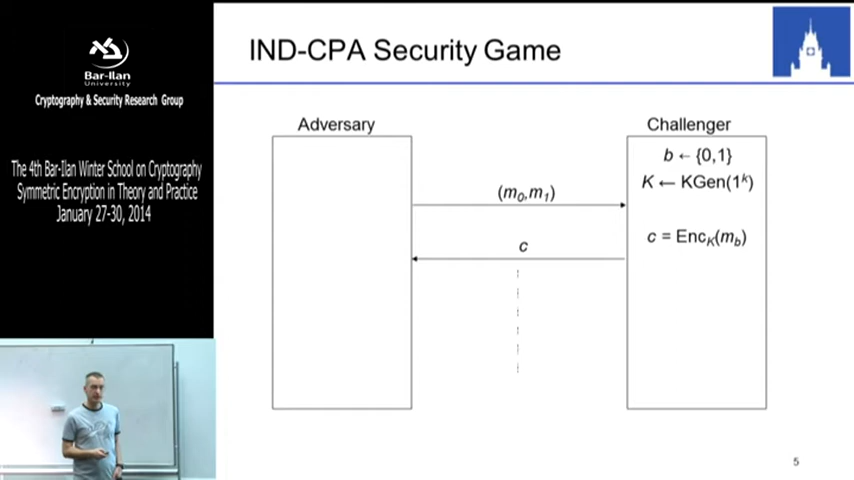 Bar-Ilan
University
Cryptography & Security Research Group
The 4th Bar-Ilan Winter School on Cryptography
Symmetric Encryption in Theory and Practice
January 27-30, 2014
IND-CPA Security Game
Adversary
Challenger
b ← {0,1}
K ← KGen(1ᵏ)
(m₀,m₁)
c
c = Enc_K(m_b)
5